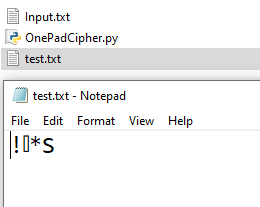 Input.txt
OnePadCipher.py
test.txt
test.txt - Notepad
File Edit Format View Help
!▯*S